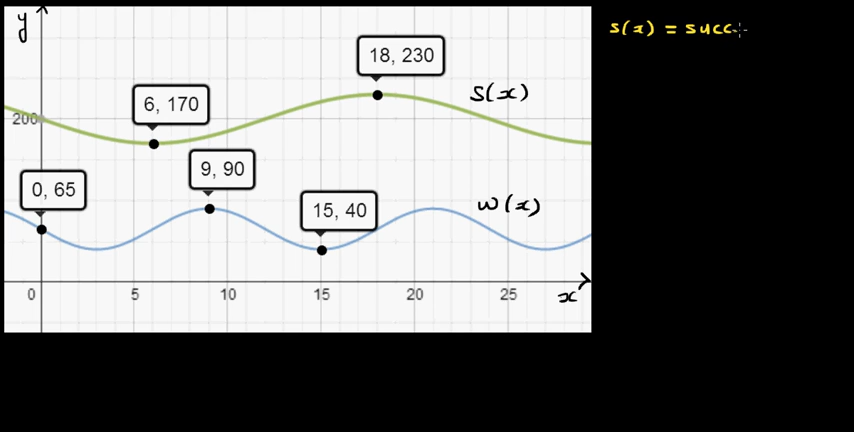 y
18, 230
S(x) = succ
6, 170
S(x)
200
9, 90
0, 65
15, 40
w(x)
0 5 10 15 20 25
x